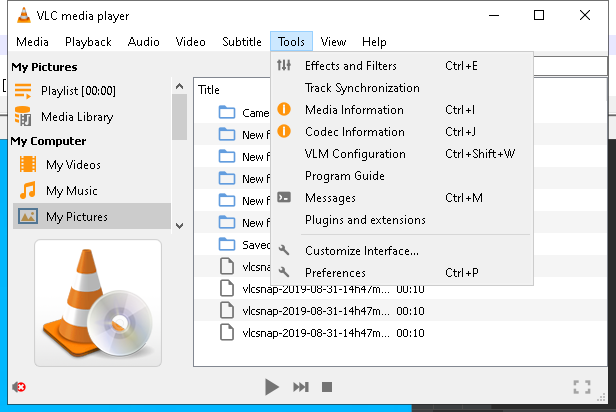 VLC media player
Media Playback Audio Video Subtitle Tools View Help
My Pictures
Playlist [00:00]
Media Library
My Computer
My Videos
My Music
My Pictures
Title
Came
New f
New f
New f
New f
New f
Saved
vlcsnap-2019-08-31-14h47m... 00:10
vlcsnap-2019-08-31-14h47m... 00:10
vlcsnap-2019-08-31-14h47m... 00:10
Effects and Filters Ctrl+E
Track Synchronization
Media Information Ctrl+I
Codec Information Ctrl+J
VLM Configuration Ctrl+Shift+W
Program Guide
Messages Ctrl+M
Plugins and extensions
Customize Interface...
Preferences Ctrl+P